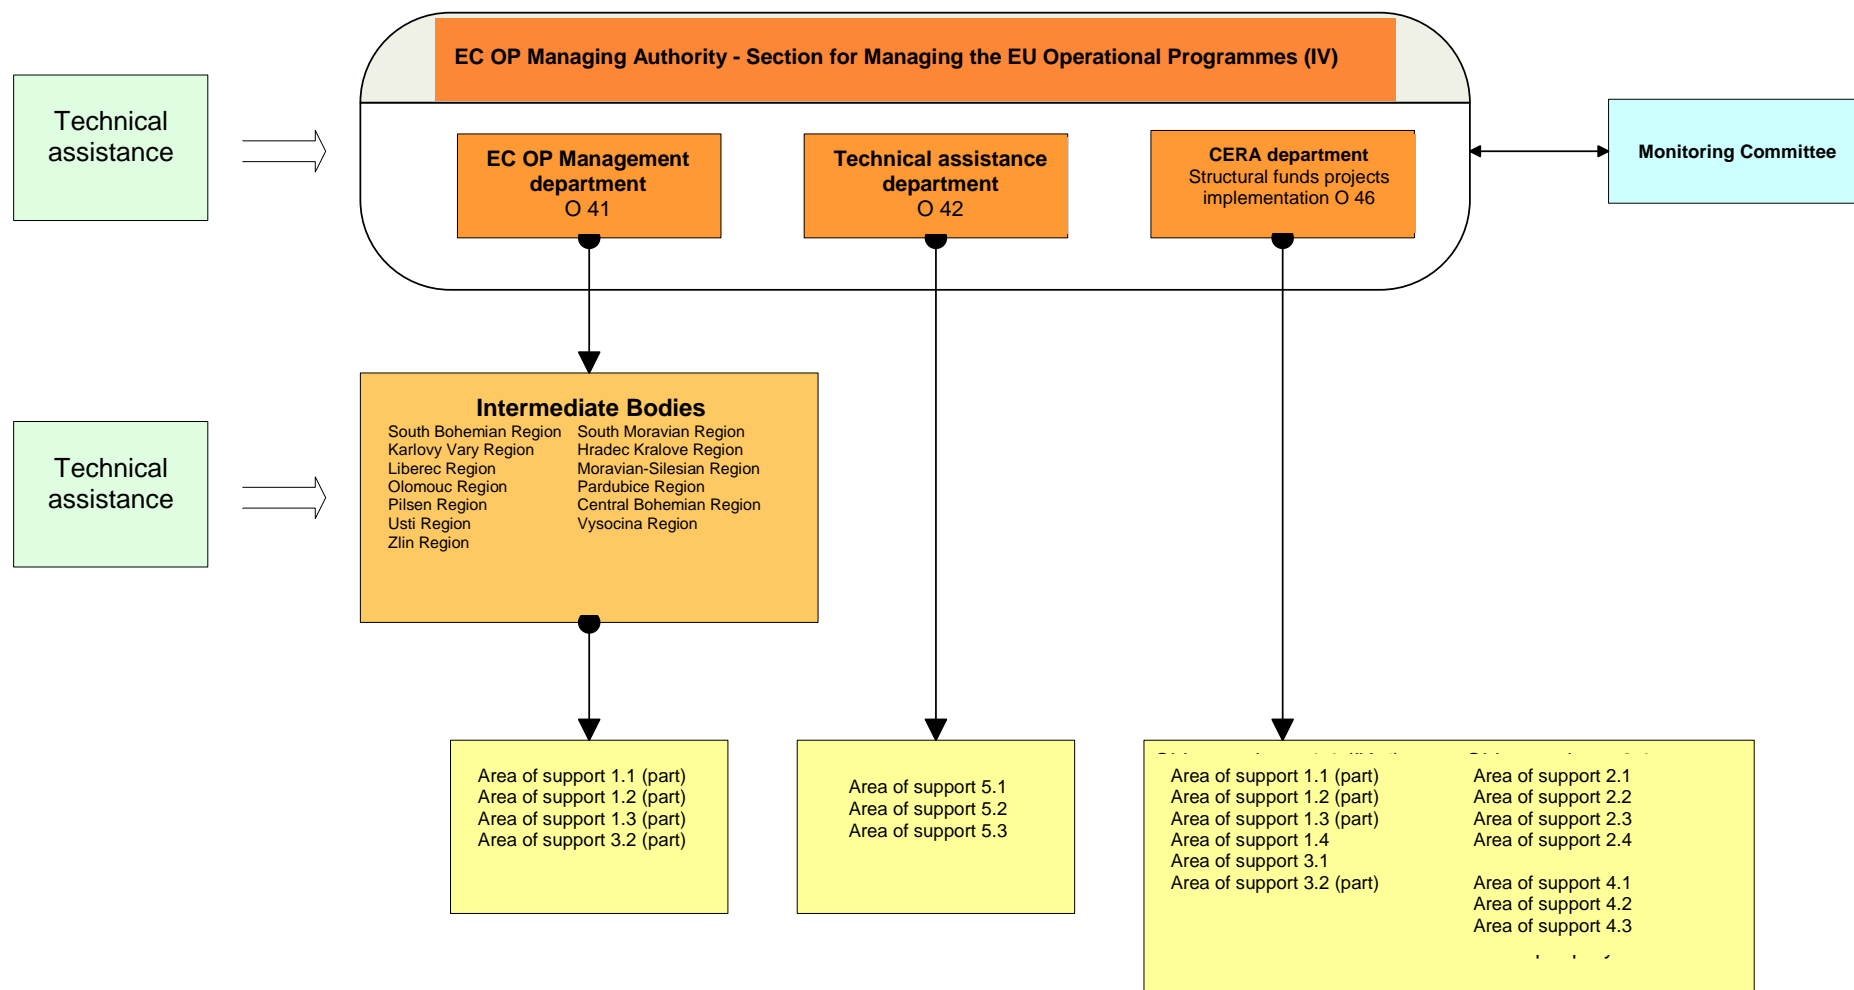 EC OP Managing Authority - Section for Managing the EU Operational Programmes (IV)
Technical
assistance
EC OP Management
department
O 41
Technical assistance
department
O 42
CERA department
Structural funds projects
implementation O 46
Monitoring Committee
Technical
assistance
Intermediate Bodies
South Bohemian Region
Karlovy Vary Region
Liberec Region
Olomouc Region
Pilsen Region
Usti Region
Zlin Region
South Moravian Region
Hradec Kralove Region
Moravian-Silesian Region
Pardubice Region
Central Bohemian Region
Vysocina Region
Area of support 1.1 (part)
Area of support 1.2 (part)
Area of support 1.3 (part)
Area of support 3.2 (part)
Area of support 5.1
Area of support 5.2
Area of support 5.3
Area of support 1.1 (part)
Area of support 1.2 (part)
Area of support 1.3 (part)
Area of support 1.4
Area of support 3.1
Area of support 3.2 (part)
Area of support 2.1
Area of support 2.2
Area of support 2.3
Area of support 2.4
Area of support 4.1
Area of support 4.2
Area of support 4.3